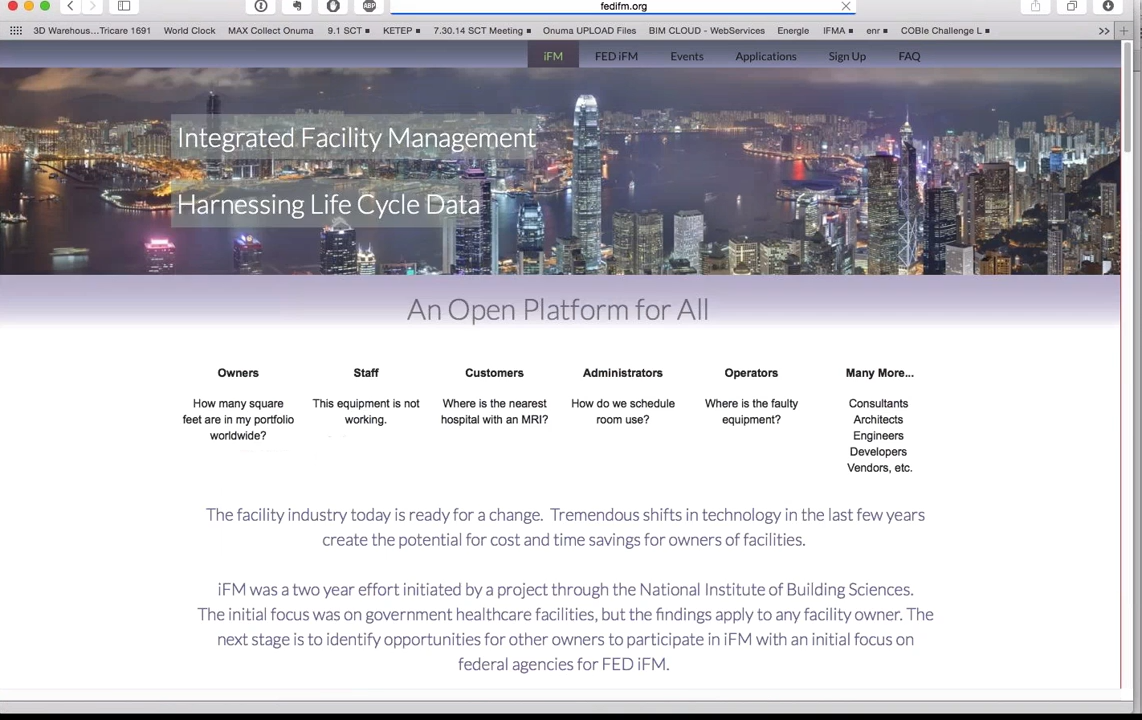 fedifm.org
3D Warehous...Tricare 1691 World Clock MAX Collect Onuma 9.1 SCT KETEP 7.30.14 SCT Meeting Onuma UPLOAD Files BIM CLOUD - WebServices Energie IFMA enr COBIe Challenge L
iFM FED iFM Events Applications Sign Up FAQ
Integrated Facility Management
Harnessing Life Cycle Data
An Open Platform for All
Owners Staff Customers Administrators Operators Many More...
How many square This equipment is not Where is the nearest How do we schedule Where is the faulty Consultants
feet are in my portfolio working. hospital with an MRI? room use? equipment? Architects
worldwide? Engineers
Developers
Vendors, etc.
The facility industry today is ready for a change. Tremendous shifts in technology in the last few years
create the potential for cost and time savings for owners of facilities.
iFM was a two year effort initiated by a project through the National Institute of Building Sciences.
The initial focus was on government healthcare facilities, but the findings apply to any facility owner. The
next stage is to identify opportunities for other owners to participate in iFM with an initial focus on
federal agencies for FED iFM.